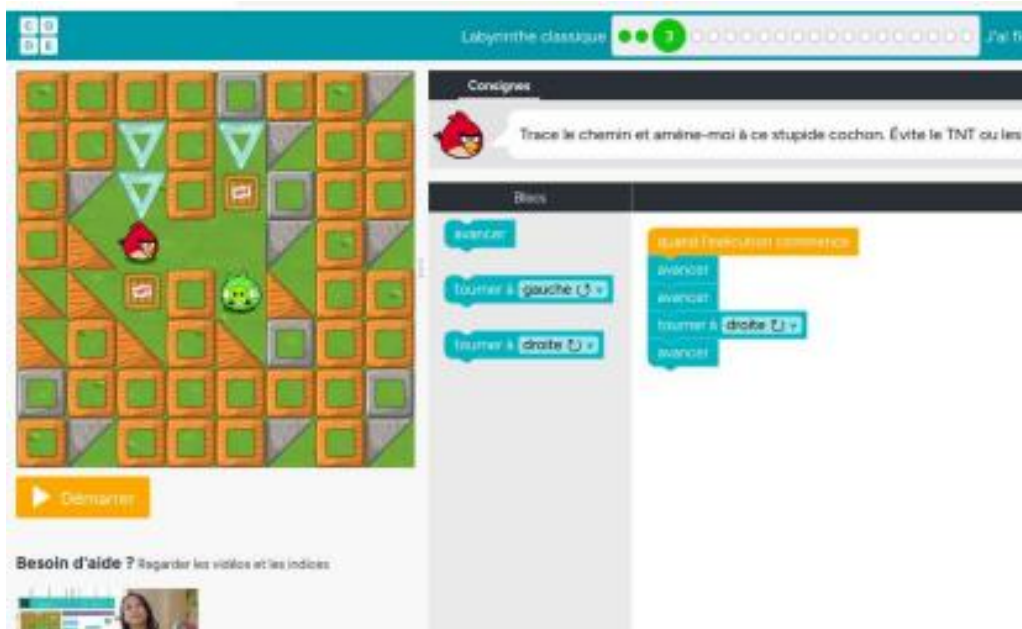 C O
D E
Labyrinthe classique 3 J'ai fi
Consignes
Trace le chemin et amène-moi à ce stupide cochon. Évite le TNT ou les
Blocs
avancer
tourner à gauche
tourner à droite
quand l'exécution commence
avancer
avancer
tourner à droite
avancer
TNT
TNT
Démarrer
Besoin d'aide ? Regarder les vidéos et les indices